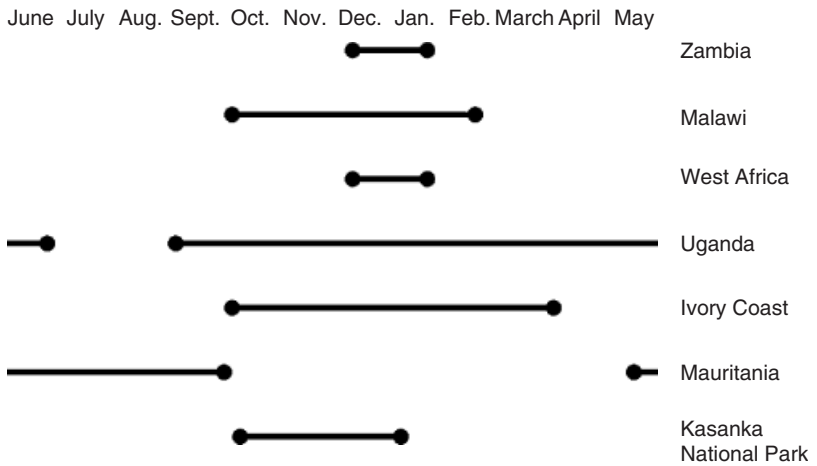 June July Aug. Sept. Oct. Nov. Dec. Jan. Feb. March April May
Zambia
Malawi
West Africa
Uganda
Ivory Coast
Mauritania
Kasanka
National Park